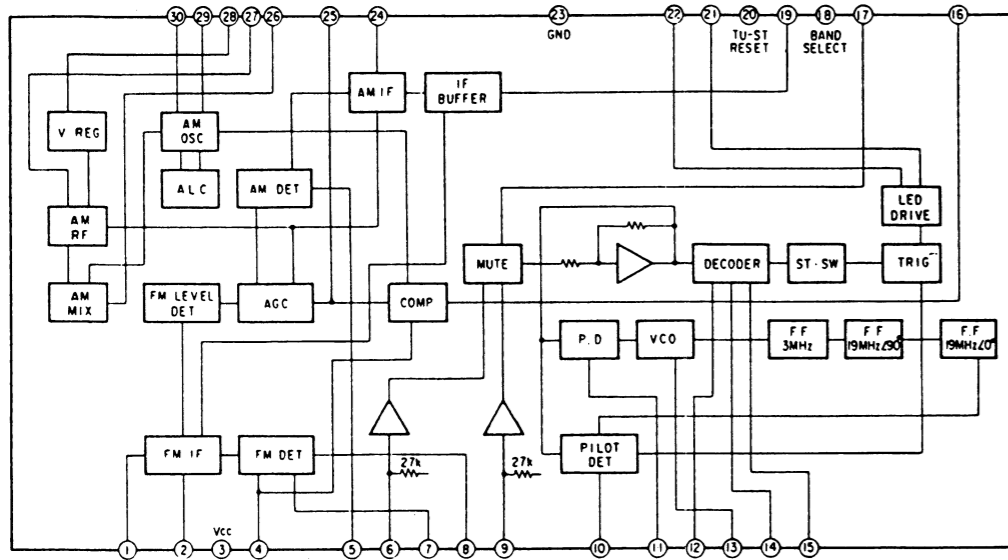 30 29 28 27 26 25 24 23 22 21 20 19 18 17 16
GND
TU-ST
RESET
BAND
SELECT
AM IF
IF
BUFFER
V REG
AM
OSC
ALC
AM DET
LED
DRIVE
AM
RF
MUTE
DECODER
ST-SW
TRIG
AM
MIX
FM LEVEL
DET
AGC
COMP
P.D
VCO
F F
3MHz
F F
19MHz∠90°
F.F
19MHz∠0°
FM IF
FM DET
27k
27k
PILOT
DET
Vcc
1 2 3 4 5 6 7 8 9 10 11 12 13 14 15